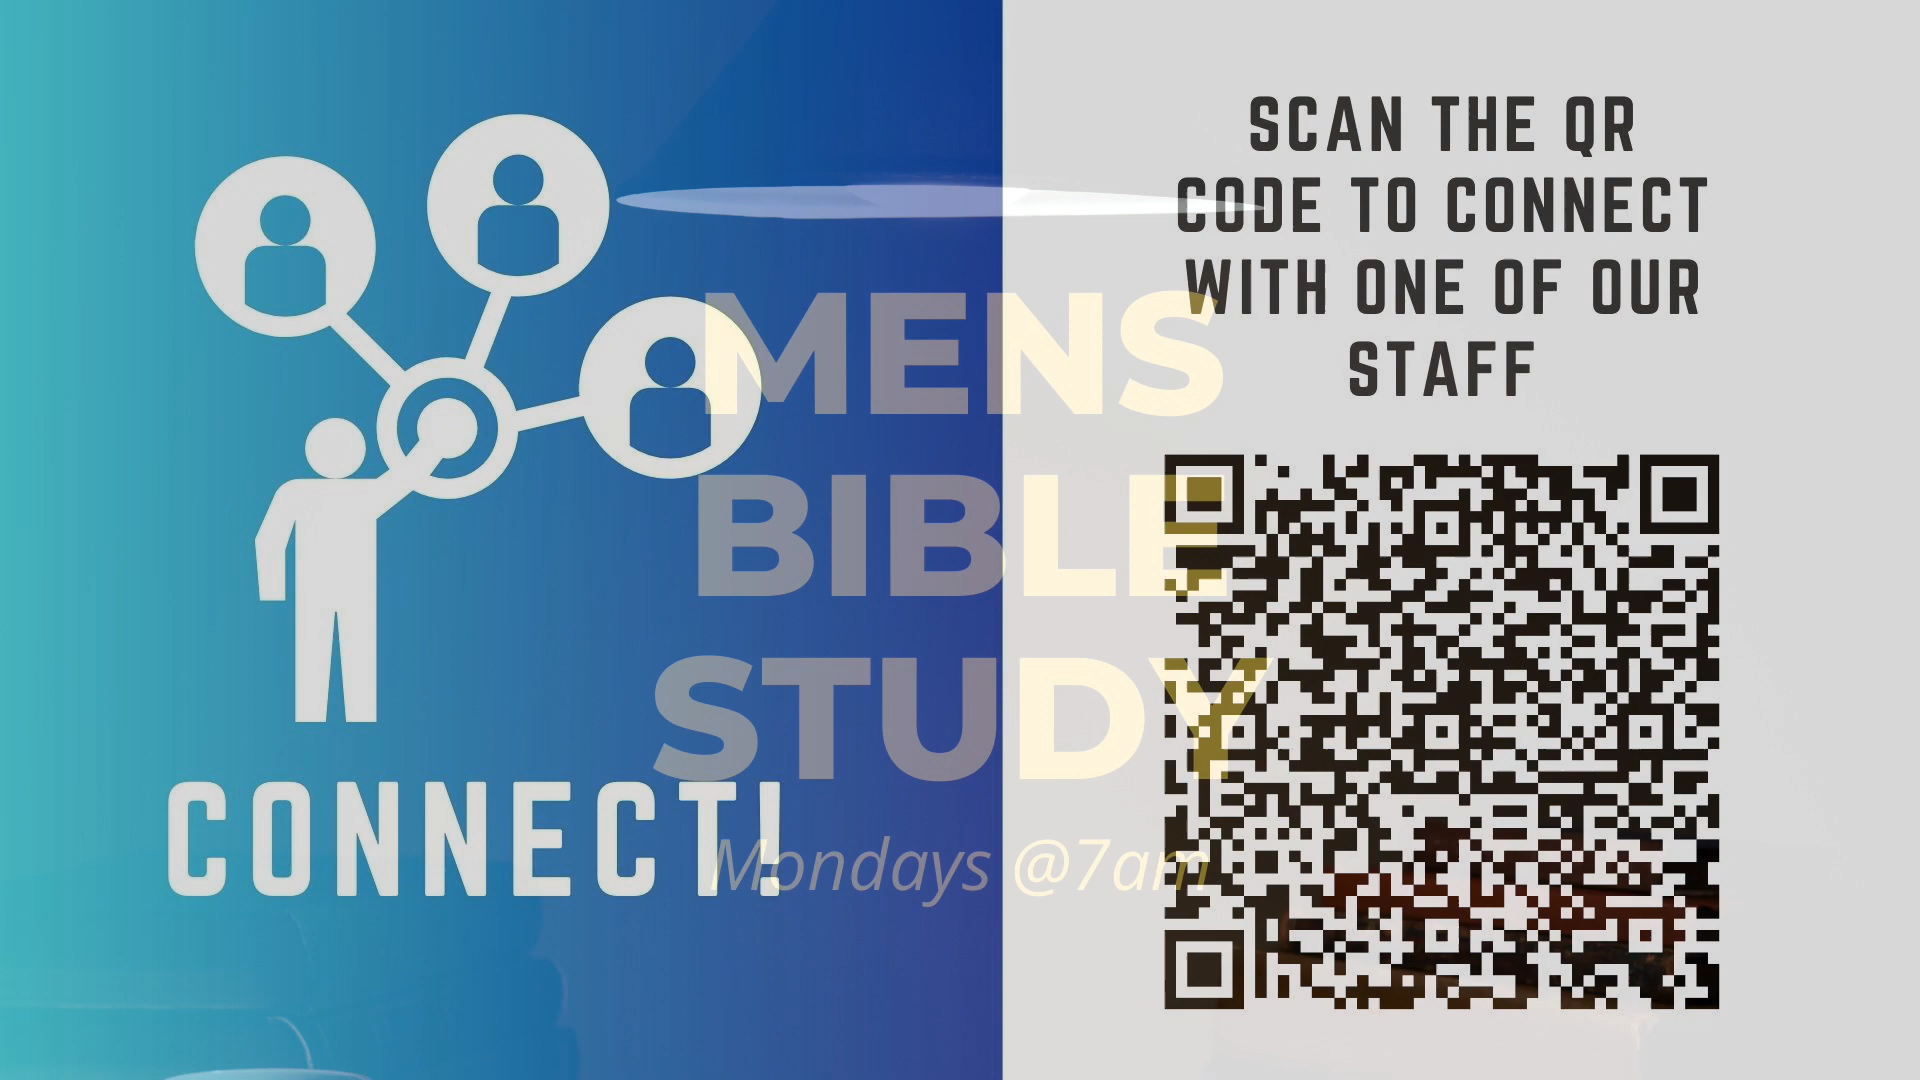 SCAN THE QR
CODE TO CONNECT
WITH ONE OF OUR
STAFF
MENS
BIBLE
STUDY
CONNECT!
Mondays @7am